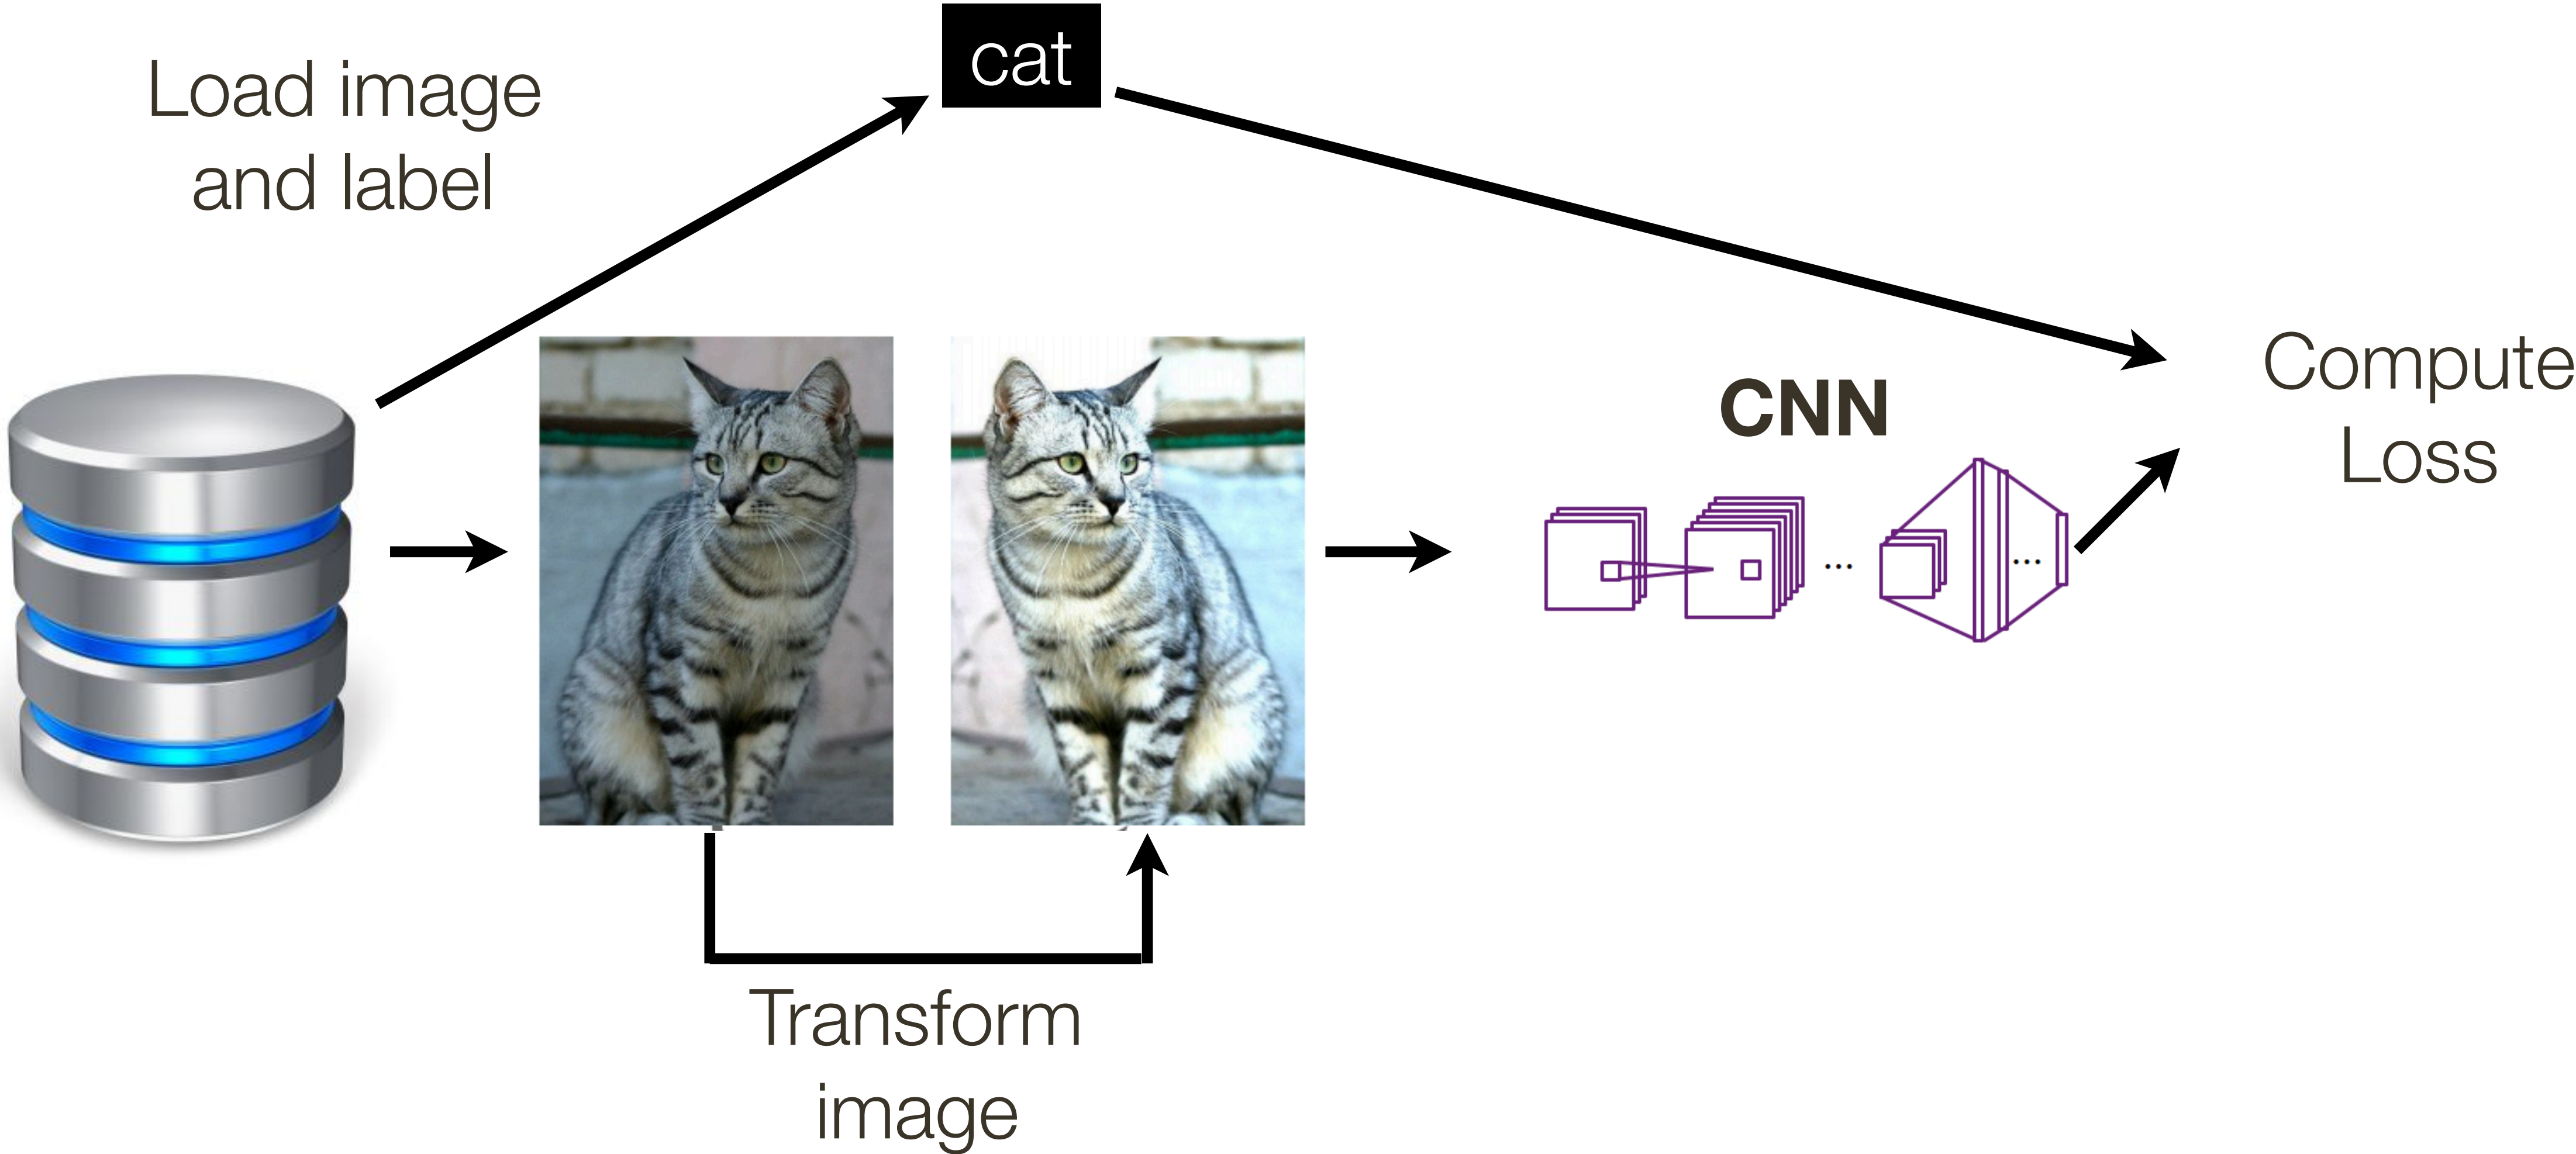 cat
Load image
and label
Compute
Loss
CNN
...
...
Transform
image